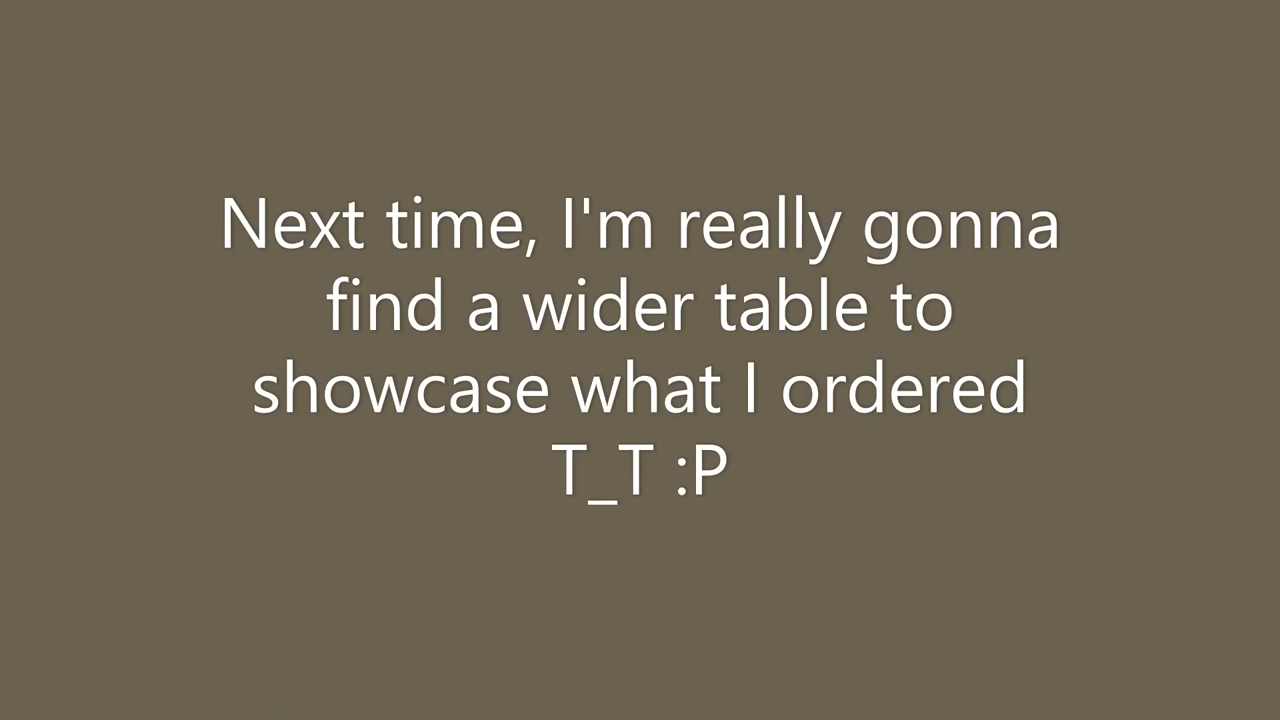 Next time, I'm really gonna
find a wider table to
showcase what I ordered
T_T :P